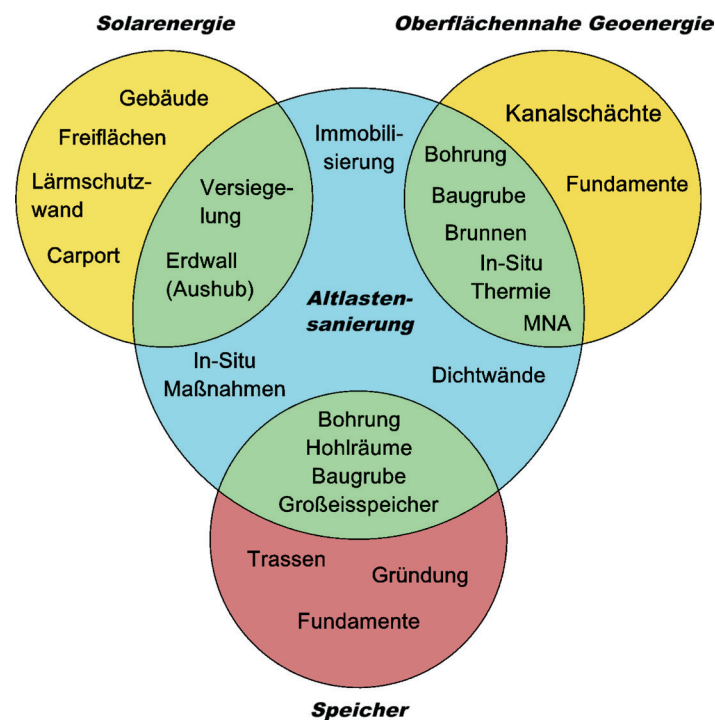 Solarenergie
Oberflächennahe Geoenergie
Gebäude
Freiflächen
Lärmschutz-
wand
Carport
Versiege-
lung
Erdwall
(Aushub)
Immobili-
sierung
Altlasten-
sanierung
In-Situ
Maßnahmen
Dichtwände
Kanalschächte
Fundamente
Bohrung
Baugrube
Brunnen
In-Situ
Thermie
MNA
Bohrung
Hohlräume
Baugrube
Großeisspeicher
Trassen
Gründung
Fundamente
Speicher